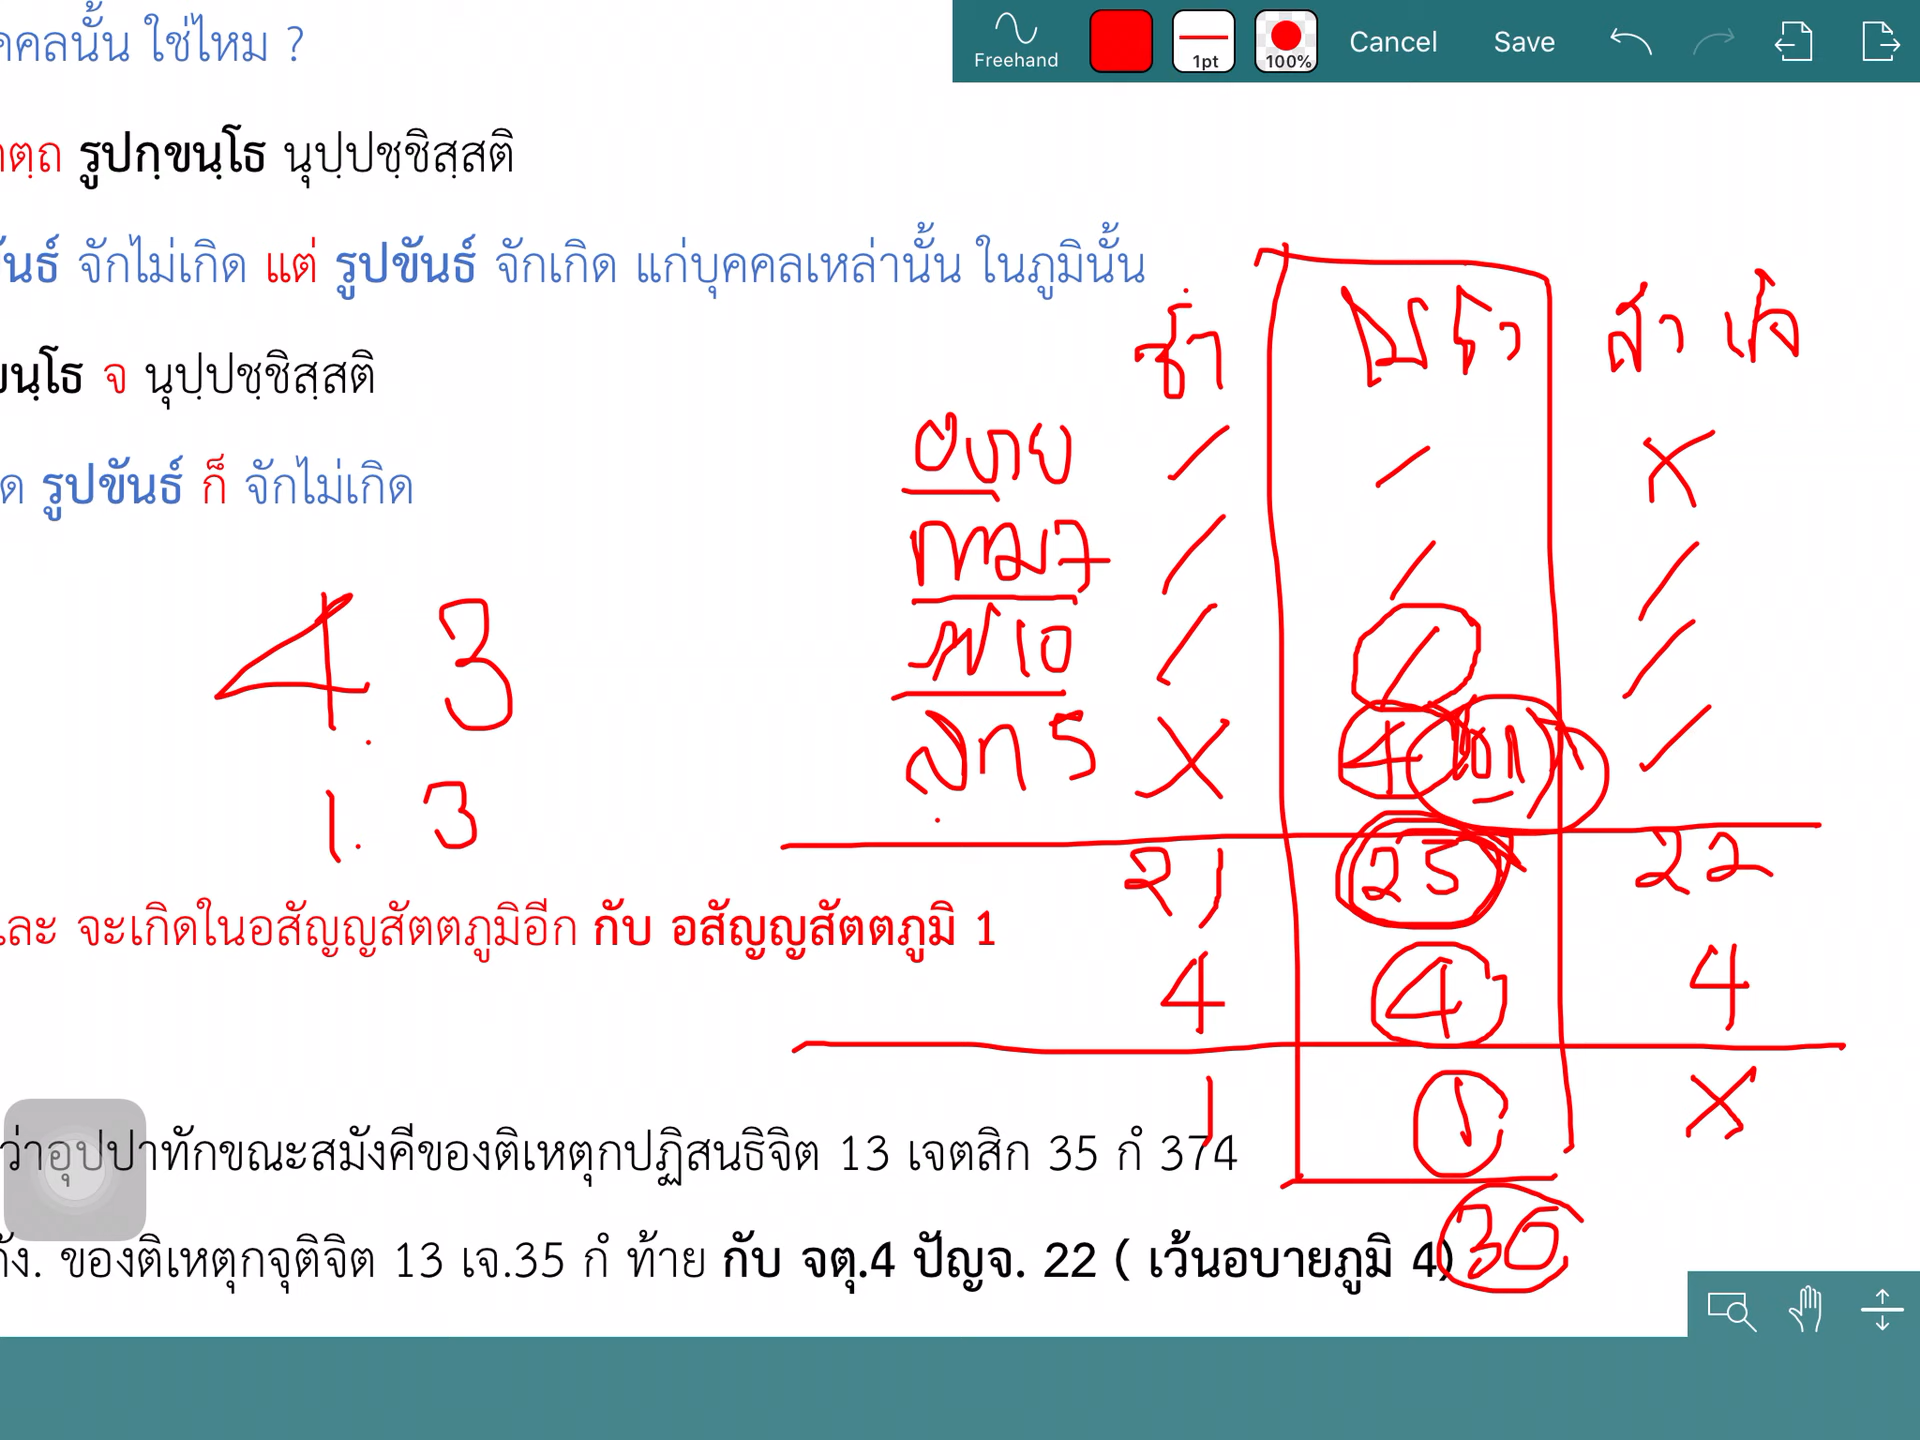 คคลนั้น ใช่ไหม ?
Freehand 1pt 100% Cancel Save
ตฺถ รูปกฺขนฺโธ นุปฺปชฺชิสฺสติ
ันธ์ จักไม่เกิด แต่ รูปขันธ์ จักเกิด แก่บุคคลเหล่านั้น ในภูมินั้น
ขนฺโธ จ นุปฺปชฺชิสฺสติ
ด รูปขันธ์ ก็ จักไม่เกิด
ซ้ำ
อบาย
กาม 7
10
สุท 5 4
4 3
1. 3
21 25 22
และ จะเกิดในอสัญญสัตตภูมิอีก กับ อสัญญสัตตภูมิ 1
4 4 4
1 1
ว่าอุปปาทักขณะสมังคีของติเหตุกปฏิสนธิจิต 13 เจตสิก 35 กํ 374
ัง. ของติเหตุกจุติจิต 13 เจ.35 กํ ท้าย กับ จตุ.4 ปัญจ. 22 ( เว้นอบายภูมิ 4)
30